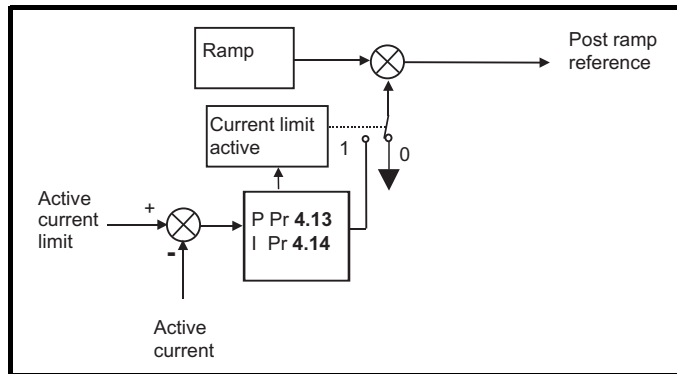 Ramp
Post ramp
reference
Current limit
active
1
0
Active
current
limit
+
-
P Pr 4.13
I Pr 4.14
Active
current